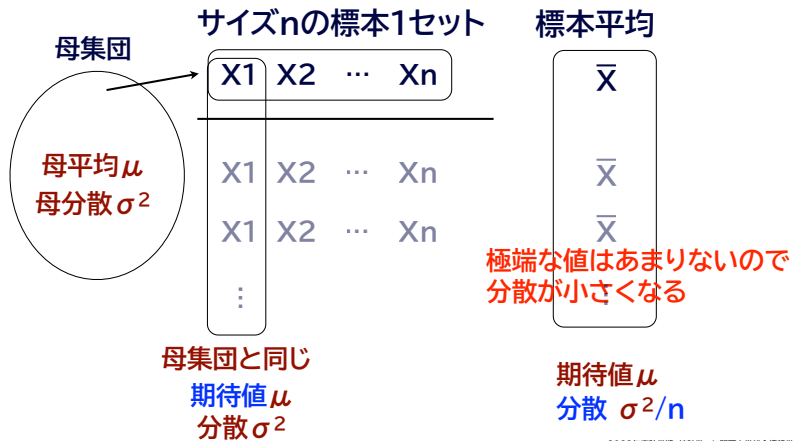 サイズnの標本1セット
標本平均
母集団
X1 X2 … Xn
X̅
母平均μ
母分散σ²
X1 X2 … Xn
X̅
X1 X2 … Xn
X̅
極端な値はあまりないので
分散が小さくなる
⋮
⋮
母集団と同じ
期待値μ
分散σ²
期待値μ
分散 σ²/n